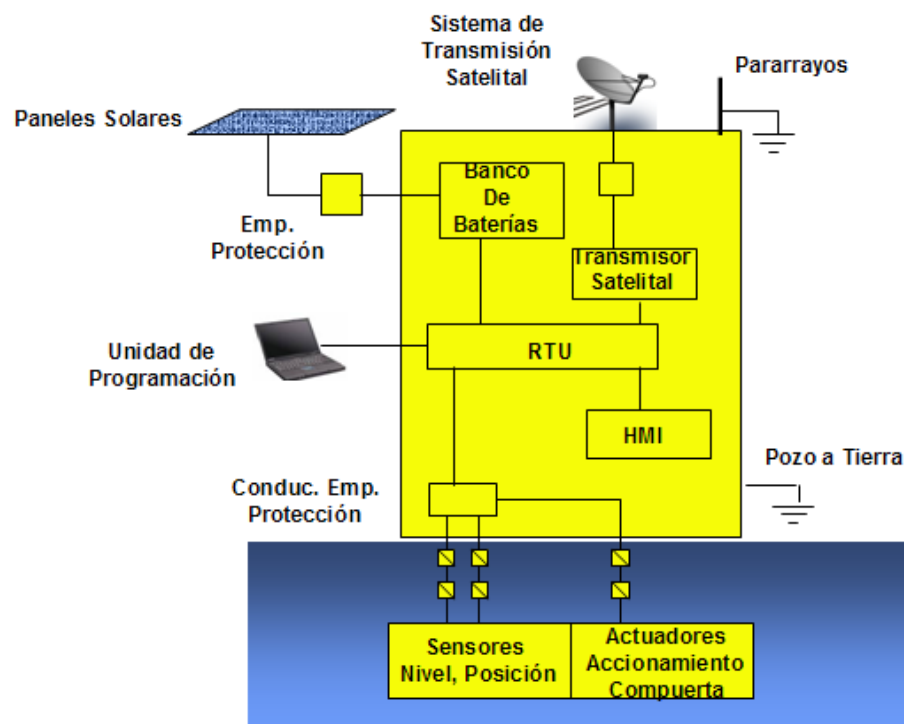 Sistema de
Transmisión
Satelital
Pararrayos
Paneles Solares
Banco
De
Baterías
Emp.
Protección
Transmisor
Satelital
Unidad de
Programación
RTU
HMI
Pozo a Tierra
Conduc. Emp.
Protección
Sensores
Nivel, Posición
Actuadores
Accionamiento
Compuerta